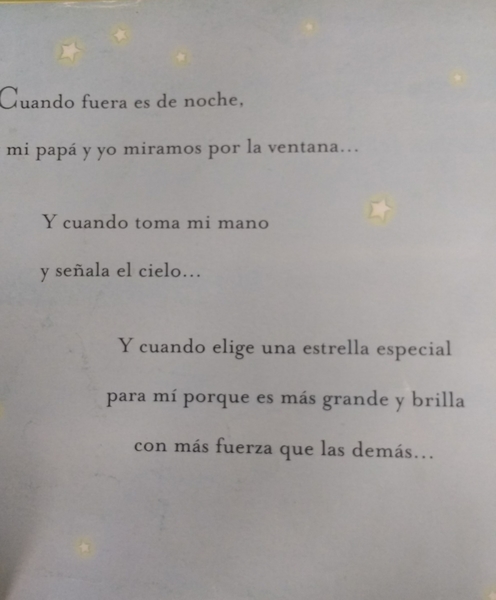 Cuando fuera es de noche,
mi papá y yo miramos por la ventana...
Y cuando toma mi mano
y señala el cielo...
Y cuando elige una estrella especial
para mí porque es más grande y brilla
con más fuerza que las demás...